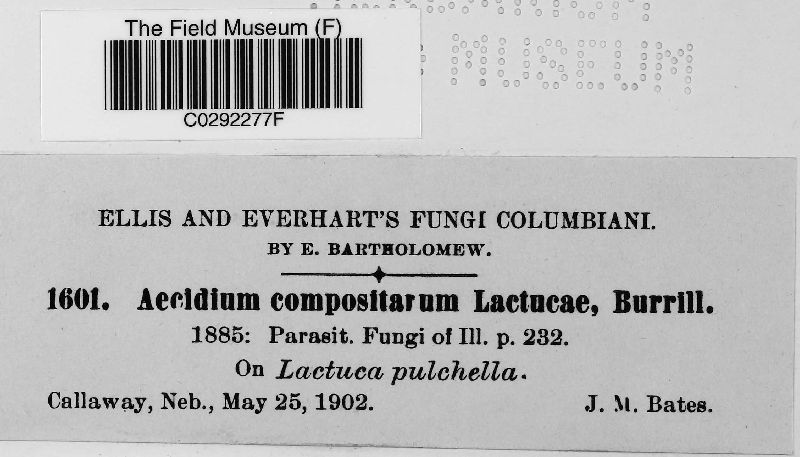 The Field Museum (F)
C0292277F
MUSEUM
ELLIS AND EVERHART'S FUNGI COLUMBIANI.
BY E. BARTHOLOMEW.
1601. Aecidium compositarum Lactucae, Burrill.
1885: Parasit. Fungi of Ill. p. 232.
On Lactuca pulchella.
Callaway, Neb., May 25, 1902. J. M. Bates.